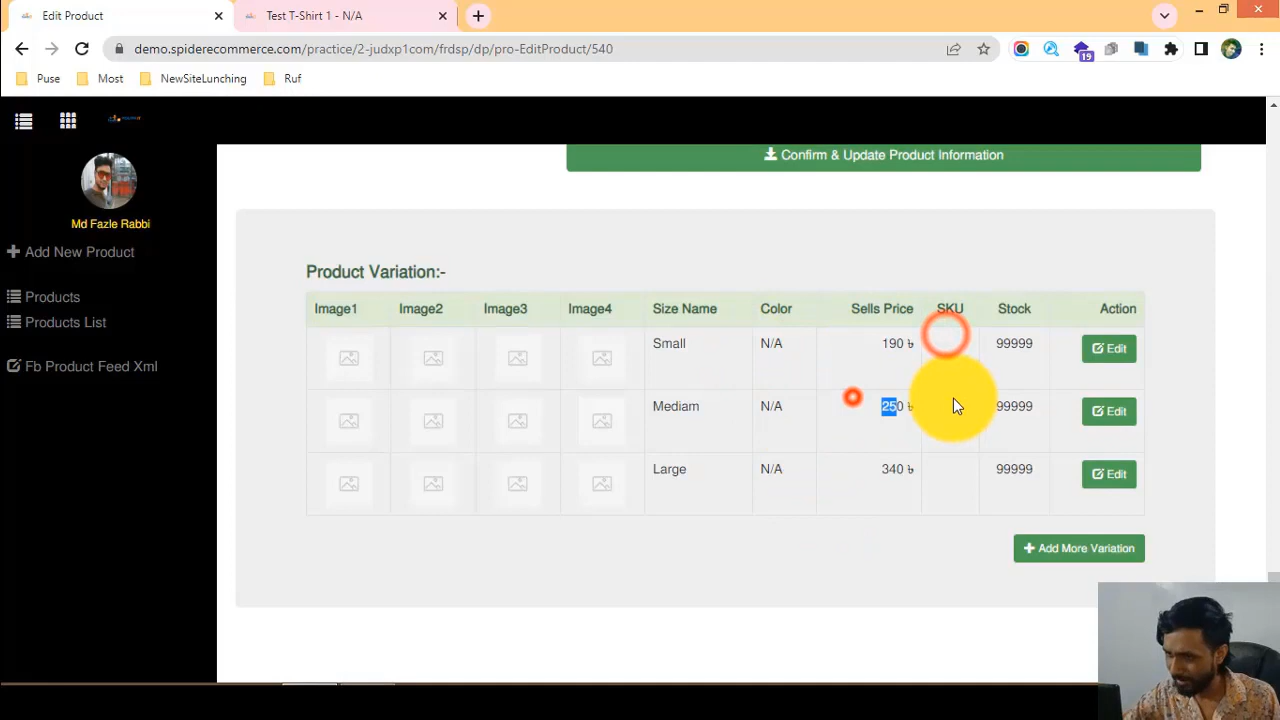 Edit Product
Test T-Shirt 1 - N/A
demo.spiderecommerce.com/practice/2-judxp1com/frdsp/dp/pro-EditProduct/540
19
Puse Most NewSiteLunching Ruf
Md Fazle Rabbi
Add New Product
Products
Products List
Fb Product Feed Xml
Confirm & Update Product Information
Product Variation:-
Image1 Image2 Image3 Image4 Size Name Color Sells Price SKU Stock Action
Small N/A 190 ৳ 99999 Edit
Mediam N/A 250 ৳ 99999 Edit
Large N/A 340 ৳ 99999 Edit
Add More Variation